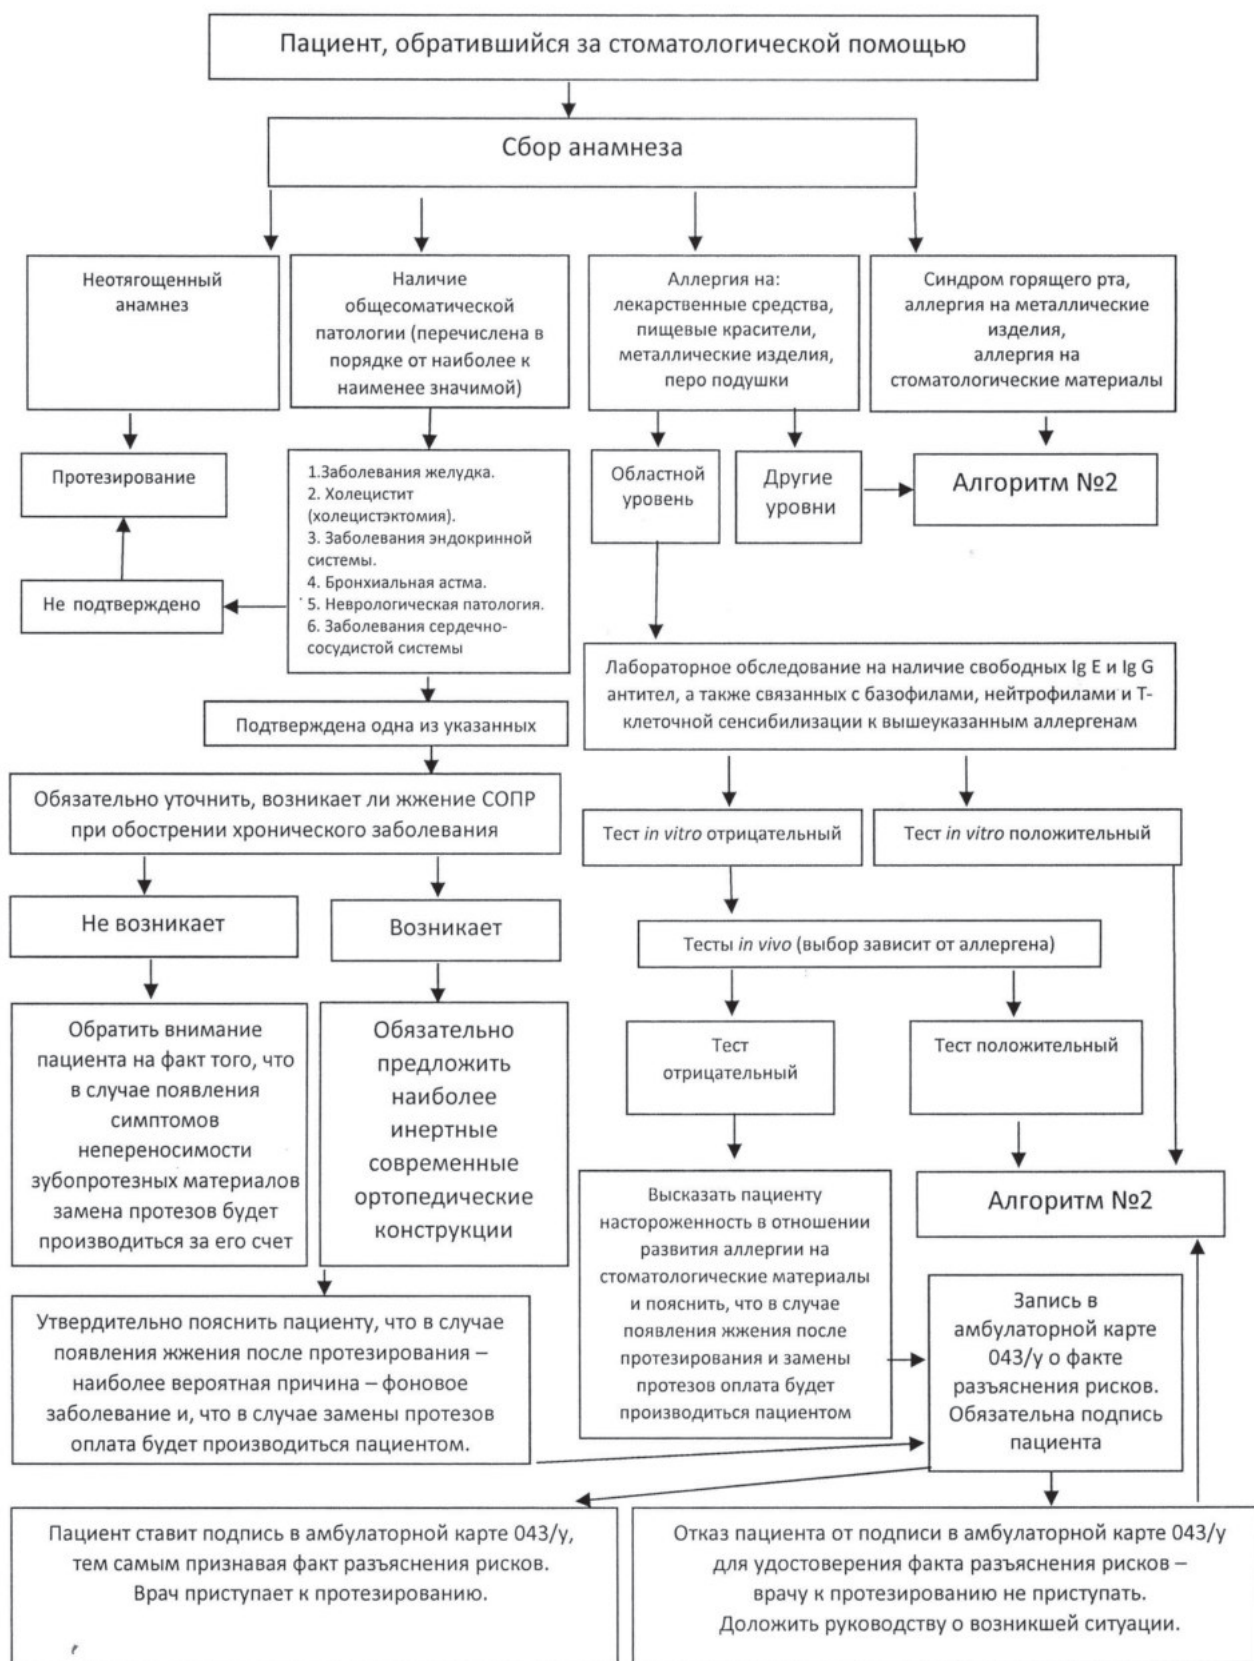 Пациент, обратившийся за стоматологической помощью
Сбор анамнеза
Неотягощенный
анамнез
Наличие
общесоматической
патологии (перечислена в
порядке от наиболее к
наименее значимой)
Аллергия на:
лекарственные средства,
пищевые красители,
металлические изделия,
перо подушки
Синдром горящего рта,
аллергия на металлические
изделия,
аллергия на
стоматологические материалы
Протезирование
1.Заболевания желудка.
2. Холецистит
(холецистэктомия).
3. Заболевания эндокринной
системы.
4. Бронхиальная астма.
5. Неврологическая патология.
6. Заболевания сердечно-
сосудистой системы
Областной
уровень
Другие
уровни
Алгоритм №2
Не подтверждено
Лабораторное обследование на наличие свободных Ig E и Ig G
антител, а также связанных с базофилами, нейтрофилами и Т-
клеточной сенсибилизации к вышеуказанным аллергенам
Подтверждена одна из указанных
Обязательно уточнить, возникает ли жжение СОПР
при обострении хронического заболевания
Тест in vitro отрицательный
Тест in vitro положительный
Не возникает
Возникает
Тесты in vivo (выбор зависит от аллергена)
Обратить внимание
пациента на факт того, что
в случае появления
симптомов
непереносимости
зубопротезных материалов
замена протезов будет
производиться за его счет
Обязательно
предложить
наиболее
инертные
современные
ортопедические
конструкции
Тест
отрицательный
Тест положительный
Высказать пациенту
настороженность в отношении
развития аллергии на
стоматологические материалы
и пояснить, что в случае
появления жжения после
протезирования и замены
протезов оплата будет
производиться пациентом
Алгоритм №2
Утвердительно пояснить пациенту, что в случае
появления жжения после протезирования –
наиболее вероятная причина – фоновое
заболевание и, что в случае замены протезов
оплата будет производиться пациентом.
Запись в
амбулаторной карте
043/у о факте
разъяснения рисков.
Обязательна подпись
пациента
Пациент ставит подпись в амбулаторной карте 043/у,
тем самым признавая факт разъяснения рисков.
Врач приступает к протезированию.
Отказ пациента от подписи в амбулаторной карте 043/у
для удостоверения факта разъяснения рисков –
врачу к протезированию не приступать.
Доложить руководству о возникшей ситуации.